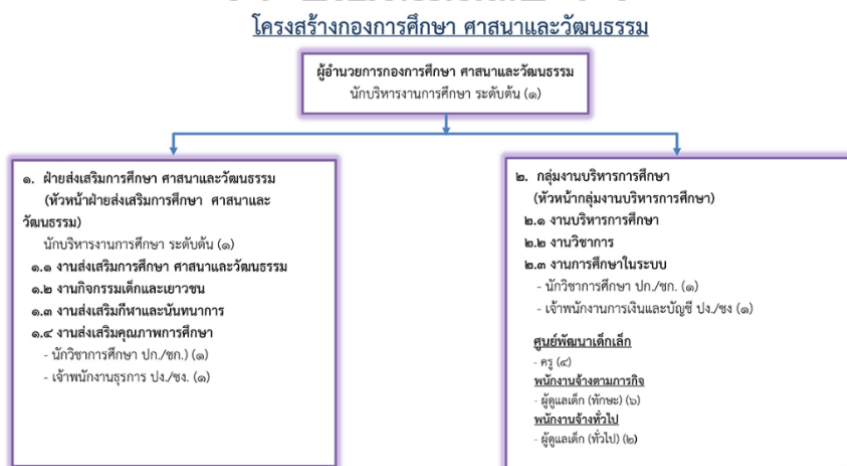 โครงสร้างกองการศึกษา ศาสนาและวัฒนธรรม
ผู้อำนวยการกองการศึกษา ศาสนาและวัฒนธรรม
นักบริหารงานการศึกษา ระดับต้น (๑)
๑. ฝ่ายส่งเสริมการศึกษา ศาสนาและวัฒนธรรม
(หัวหน้าฝ่ายส่งเสริมการศึกษา ศาสนาและ
วัฒนธรรม)
นักบริหารงานการศึกษา ระดับต้น (๑)
๑.๑ งานส่งเสริมการศึกษา ศาสนาและวัฒนธรรม
๑.๒ งานกิจกรรมเด็กและเยาวชน
๑.๓ งานส่งเสริมกีฬาและนันทนาการ
๑.๔ งานส่งเสริมคุณภาพการศึกษา
- นักวิชาการศึกษา ปก./ชก.) (๑)
- เจ้าพนักงานธุรการ ปง./ชง. (๑)
๒. กลุ่มงานบริหารการศึกษา
(หัวหน้ากลุ่มงานบริหารการศึกษา)
๒.๑ งานบริหารการศึกษา
๒.๒ งานวิชาการ
๒.๓ งานการศึกษาในระบบ
- นักวิชาการศึกษา ปก./ชก. (๑)
- เจ้าพนักงานการเงินและบัญชี ปง./ชง (๑)
ศูนย์พัฒนาเด็กเล็ก
- ครู (๔)
พนักงานจ้างตามภารกิจ
- ผู้ดูแลเด็ก (ทักษะ) (๖)
พนักงานจ้างทั่วไป
- ผู้ดูแลเด็ก (ทั่วไป) (๒)